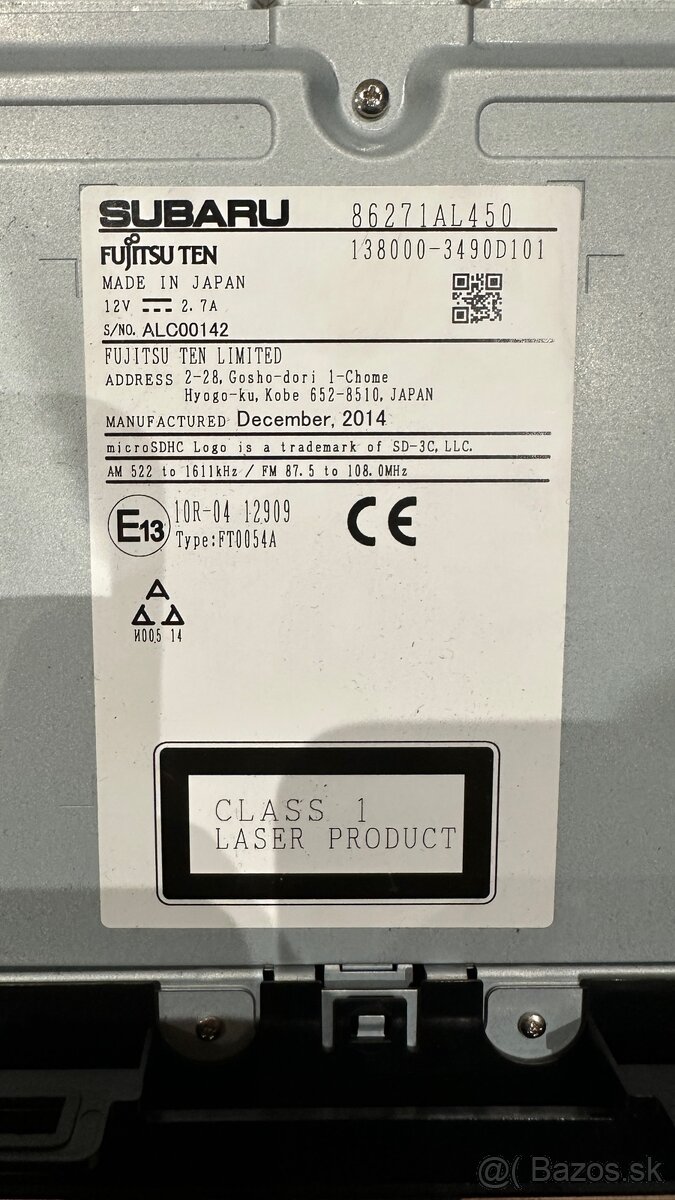 SUBARU 86271AL450
FUJITSU TEN 138000-3490D101
MADE IN JAPAN
12V 2.7A
S/NO. ALC00142
FUJITSU TEN LIMITED
ADDRESS 2-28, Gosho-dori 1-Chome
Hyogo-ku, Kobe 652-8510, JAPAN
MANUFACTURED December, 2014
microSDHC Logo is a trademark of SD-3C, LLC.
AM 522 to 1611kHz / FM 87.5 to 108.0MHz
E13 10R-04 12909
Type:FT0054A
CE
И005 14
CLASS 1
LASER PRODUCT
@( Bazos.sk